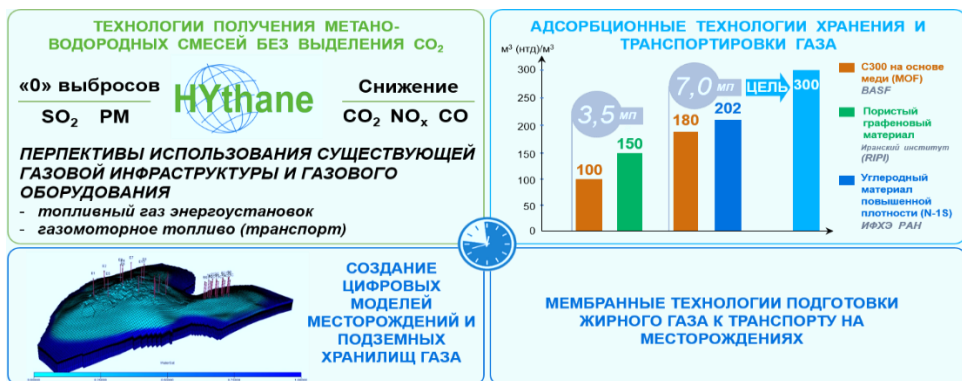 ТЕХНОЛОГИИ ПОЛУЧЕНИЯ МЕТАНО-
ВОДОРОДНЫХ СМЕСЕЙ БЕЗ ВЫДЕЛЕНИЯ CO₂
«0» выбросов
SO₂ PM
HYthane
Снижение
CO₂ NOₓ CO
ПЕРПЕКТИВЫ ИСПОЛЬЗОВАНИЯ СУЩЕСТВУЮЩЕЙ
ГАЗОВОЙ ИНФРАСТРУКТУРЫ И ГАЗОВОГО
ОБОРУДОВАНИЯ
- топливный газ энергоустановок
- газомоторное топливо (транспорт)
АДСОРБЦИОННЫЕ ТЕХНОЛОГИИ ХРАНЕНИЯ И
ТРАНСПОРТИРОВКИ ГАЗА
м³ (нтд)/м³
300
250
200
150
100
50
0
3,5 МП
100
150
7,0 МП
180
202
ЦЕЛЬ
300
С300 на основе
меди (MOF)
BASF
Пористый
графеновый
материал
Иранский институт
(RIPI)
Углеродный
материал
повышенной
плотности (N-1S)
ИФХЭ РАН
СОЗДАНИЕ
ЦИФРОВЫХ
МОДЕЛЕЙ
МЕСТОРОЖДЕНИЙ И
ПОДЗЕМНЫХ
ХРАНИЛИЩ ГАЗА
МЕМБРАННЫЕ ТЕХНОЛОГИИ ПОДГОТОВКИ
ЖИРНОГО ГАЗА К ТРАНСПОРТУ НА
МЕСТОРОЖДЕНИЯХ